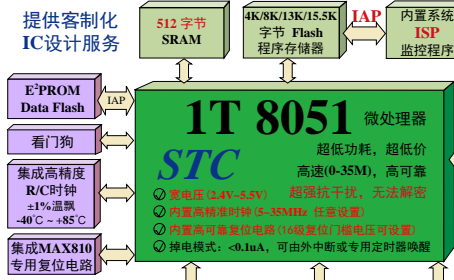 提供客制化
IC设计服务
512 字节
SRAM
4K/8K/13K/15.5K
字节 Flash
程序存储器
IAP
内置系统
ISP
监控程序
E²PROM
Data Flash
IAP
看门狗
集成高精度
R/C时钟
±1%温飘
-40℃ ~ +85℃
集成MAX810
专用复位电路
1T 8051 微处理器
STC
超低功耗，超低价
高速(0-35M)，高可靠
超强抗干扰，无法解密
宽电压(2.4V~5.5V)
内置高精准时钟(5~35MHz 任意设置)
内置高可靠复位电路(16级复位门槛电压可设置)
掉电模式：<0.1uA，可由外中断或专用定时器唤醒